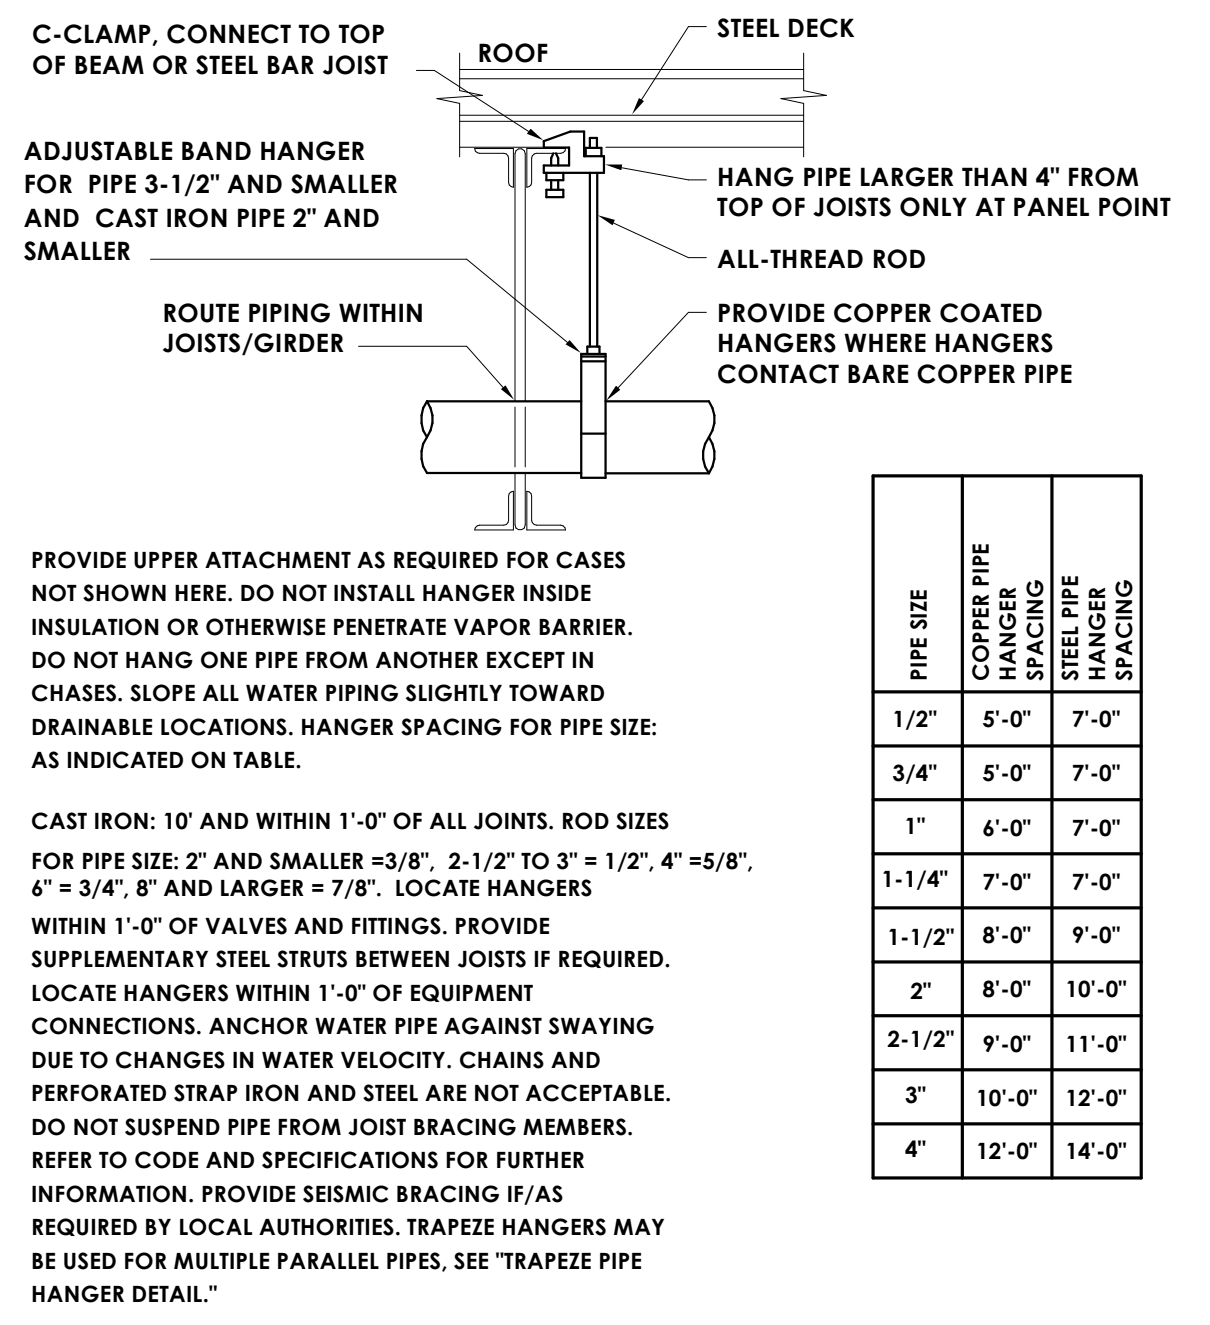 C-CLAMP, CONNECT TO TOP
OF BEAM OR STEEL BAR JOIST
ROOF
STEEL DECK
ADJUSTABLE BAND HANGER
FOR PIPE 3-1/2" AND SMALLER
AND CAST IRON PIPE 2" AND
SMALLER
HANG PIPE LARGER THAN 4" FROM
TOP OF JOISTS ONLY AT PANEL POINT
ALL-THREAD ROD
ROUTE PIPING WITHIN
JOISTS/GIRDER
PROVIDE COPPER COATED
HANGERS WHERE HANGERS
CONTACT BARE COPPER PIPE
PROVIDE UPPER ATTACHMENT AS REQUIRED FOR CASES
NOT SHOWN HERE. DO NOT INSTALL HANGER INSIDE
INSULATION OR OTHERWISE PENETRATE VAPOR BARRIER.
DO NOT HANG ONE PIPE FROM ANOTHER EXCEPT IN
CHASES. SLOPE ALL WATER PIPING SLIGHTLY TOWARD
DRAINABLE LOCATIONS. HANGER SPACING FOR PIPE SIZE:
AS INDICATED ON TABLE.
CAST IRON: 10' AND WITHIN 1'-0" OF ALL JOINTS. ROD SIZES
FOR PIPE SIZE: 2" AND SMALLER =3/8", 2-1/2" TO 3" = 1/2", 4" =5/8",
6" = 3/4", 8" AND LARGER = 7/8". LOCATE HANGERS
WITHIN 1'-0" OF VALVES AND FITTINGS. PROVIDE
SUPPLEMENTARY STEEL STRUTS BETWEEN JOISTS IF REQUIRED.
LOCATE HANGERS WITHIN 1'-0" OF EQUIPMENT
CONNECTIONS. ANCHOR WATER PIPE AGAINST SWAYING
DUE TO CHANGES IN WATER VELOCITY. CHAINS AND
PERFORATED STRAP IRON AND STEEL ARE NOT ACCEPTABLE.
DO NOT SUSPEND PIPE FROM JOIST BRACING MEMBERS.
REFER TO CODE AND SPECIFICATIONS FOR FURTHER
INFORMATION. PROVIDE SEISMIC BRACING IF/AS
REQUIRED BY LOCAL AUTHORITIES. TRAPEZE HANGERS MAY
BE USED FOR MULTIPLE PARALLEL PIPES, SEE "TRAPEZE PIPE
HANGER DETAIL."
PIPE SIZE
COPPER PIPE
HANGER
SPACING
STEEL PIPE
HANGER
SPACING
1/2" 5'-0" 7'-0"
3/4" 5'-0" 7'-0"
1" 6'-0" 7'-0"
1-1/4" 7'-0" 7'-0"
1-1/2" 8'-0" 9'-0"
2" 8'-0" 10'-0"
2-1/2" 9'-0" 11'-0"
3" 10'-0" 12'-0"
4" 12'-0" 14'-0"